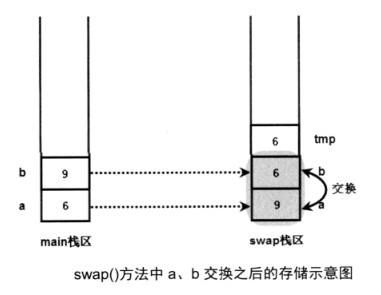 6 tmp
b 9 6 b
交换
a 6 9 a
main栈区 swap栈区
swap()方法中 a、b 交换之后的存储示意图